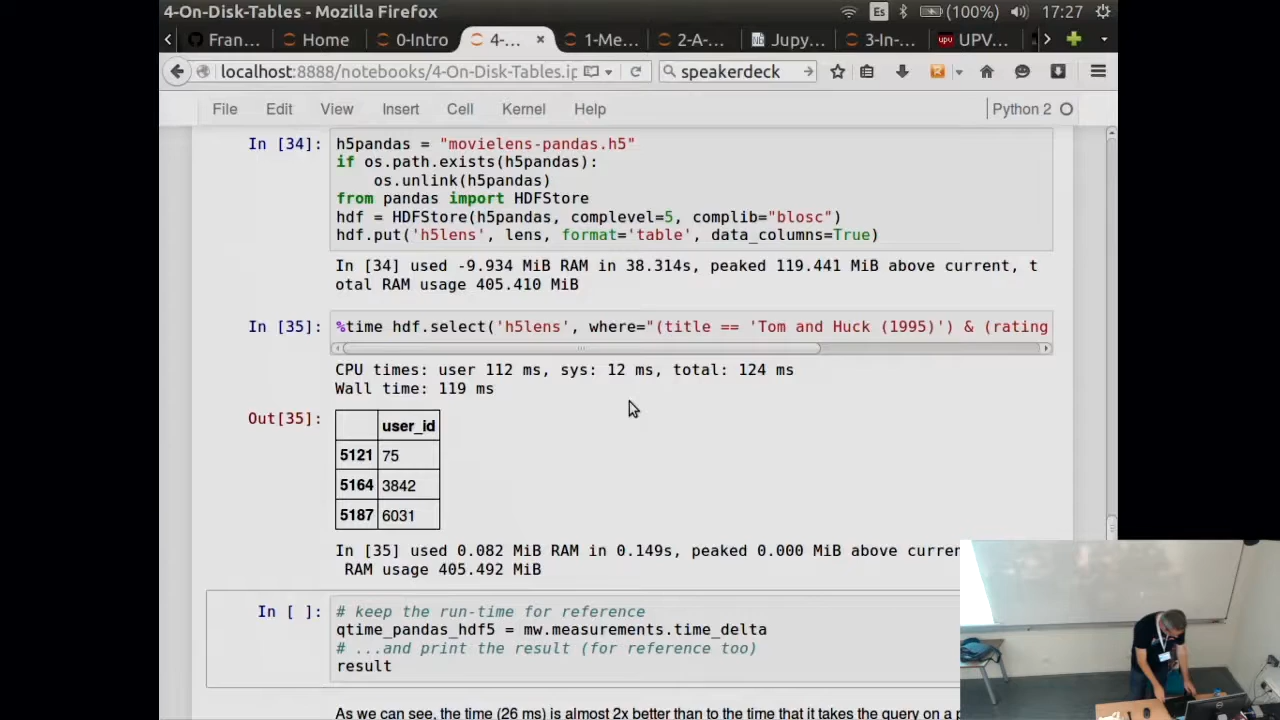 4-On-Disk-Tables - Mozilla Firefox
Es (100%) 17:27
Fran... Home 0-Intro 4-... × 1-Me... 2-A-... Jupy... 3-In-... upv UPV...
localhost:8888/notebooks/4-On-Disk-Tables.ip speakerdeck
File Edit View Insert Cell Kernel Help Python 2
In [34]: h5pandas = "movielens-pandas.h5"
if os.path.exists(h5pandas):
os.unlink(h5pandas)
from pandas import HDFStore
hdf = HDFStore(h5pandas, complevel=5, complib="blosc")
hdf.put('h5lens', lens, format='table', data_columns=True)
In [34] used -9.934 MiB RAM in 38.314s, peaked 119.441 MiB above current, t
otal RAM usage 405.410 MiB
In [35]: %time hdf.select('h5lens', where="(title == 'Tom and Huck (1995)') & (rating
CPU times: user 112 ms, sys: 12 ms, total: 124 ms
Wall time: 119 ms
Out[35]:
user_id
5121 75
5164 3842
5187 6031
In [35] used 0.082 MiB RAM in 0.149s, peaked 0.000 MiB above curren
RAM usage 405.492 MiB
In [ ]: # keep the run-time for reference
qtime_pandas_hdf5 = mw.measurements.time_delta
# ...and print the result (for reference too)
result
As we can see, the time (26 ms) is almost 2x better than to the time that it takes the query on a p